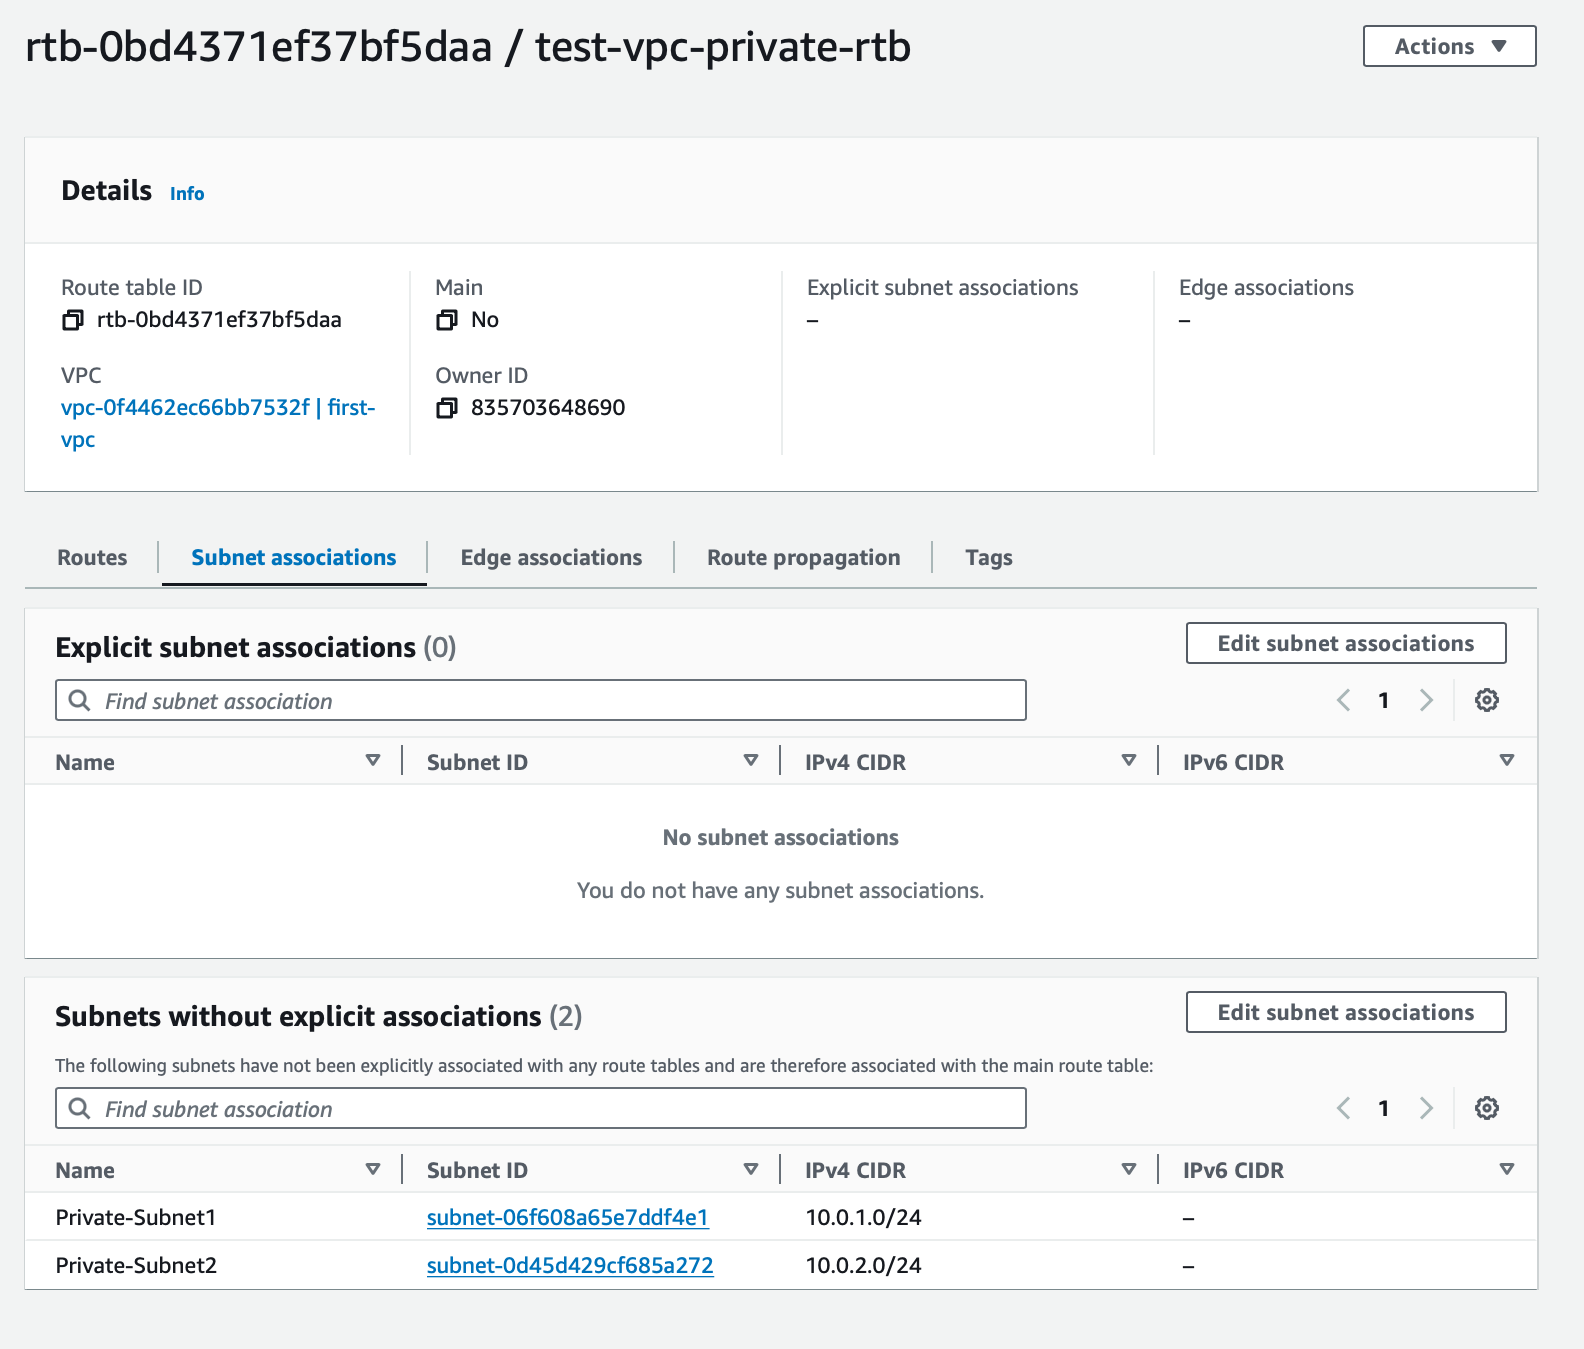 rtb-0bd4371ef37bf5daa / test-vpc-private-rtb
Actions
Details Info
Route table ID
rtb-0bd4371ef37bf5daa
Main
No
Explicit subnet associations
–
Edge associations
–
VPC
vpc-0f4462ec66bb7532f | first-
vpc
Owner ID
835703648690
Routes Subnet associations Edge associations Route propagation Tags
Explicit subnet associations (0)
Edit subnet associations
Find subnet association
1
Name Subnet ID IPv4 CIDR IPv6 CIDR
No subnet associations
You do not have any subnet associations.
Subnets without explicit associations (2)
Edit subnet associations
The following subnets have not been explicitly associated with any route tables and are therefore associated with the main route table:
Find subnet association
1
Name Subnet ID IPv4 CIDR IPv6 CIDR
Private-Subnet1 subnet-06f608a65e7ddf4e1 10.0.1.0/24 –
Private-Subnet2 subnet-0d45d429cf685a272 10.0.2.0/24 –